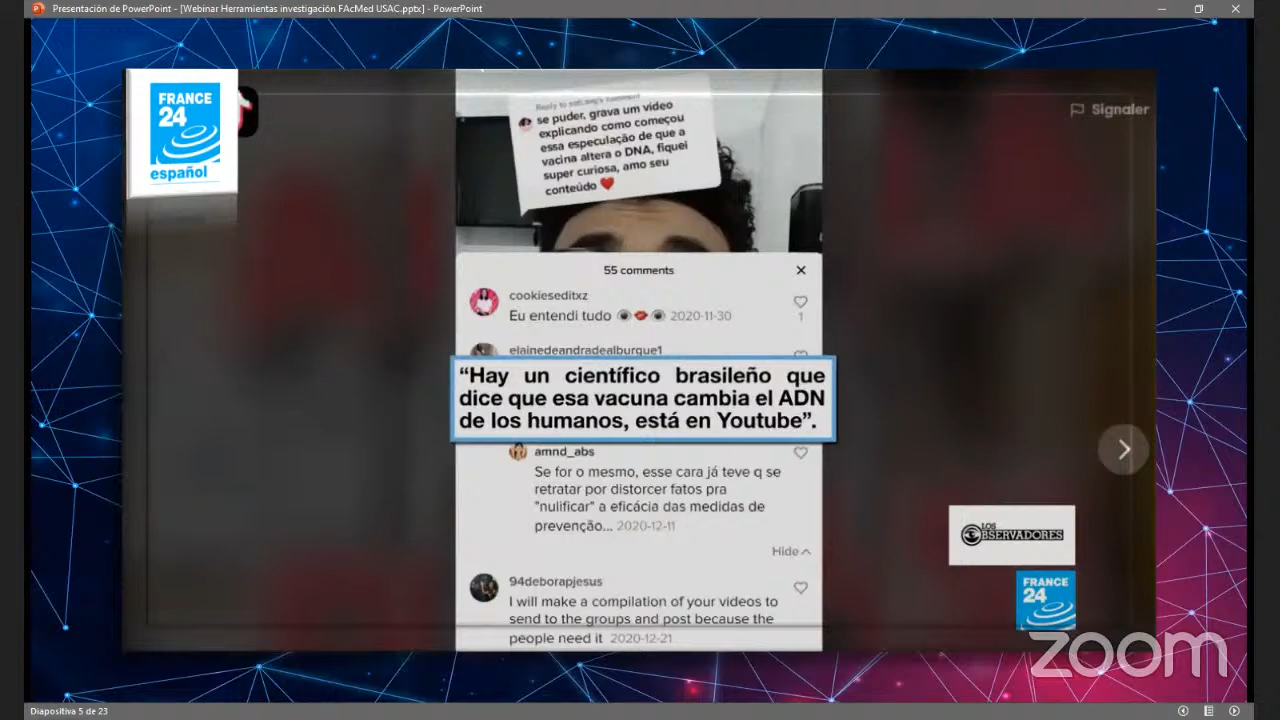 Presentación de PowerPoint - [Webinar Herramientas investigación FAcMed USAC.pptx] - PowerPoint
FRANCE
24
español
Signaler
se puder, grava um vídeo
explicando como começou
essa especulação de que a
vacina altera o DNA, fiquei
super curiosa, amo seu
conteúdo ❤️
55 comments
cookieseditxz
Eu entendi tudo 👁️👄👁️ 2020-11-30
1
elainedeandradealburque1
“Hay un científico brasileño que
dice que esa vacuna cambia el ADN
de los humanos, está en Youtube”.
amnd_abs
Se for o mesmo, esse cara já teve q se
retratar por distorcer fatos pra
"nulificar" a eficácia das medidas de
prevenção... 2020-12-11
Hide
94deborapjesus
I will make a compilation of your videos to
send to the groups and post because the
people need it 2020-12-21
LOS
OBSERVADORES
FRANCE
24
zoom
Diapositiva 5 de 23